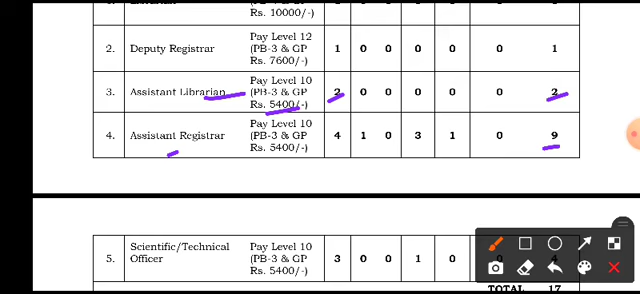 Rs. 10000/-)
2. Deputy Registrar Pay Level 12 (PB-3 & GP Rs. 7600/-) 1 0 0 0 0 0 1
3. Assistant Librarian Pay Level 10 (PB-3 & GP Rs. 5400/-) 2 0 0 0 0 0 2
4. Assistant Registrar Pay Level 10 (PB-3 & GP Rs. 5400/-) 4 1 0 3 1 0 9
5. Scientific/Technical Officer Pay Level 10 (PB-3 & GP Rs. 5400/-) 3 0 0 1 0 0 4
TOTAL 17